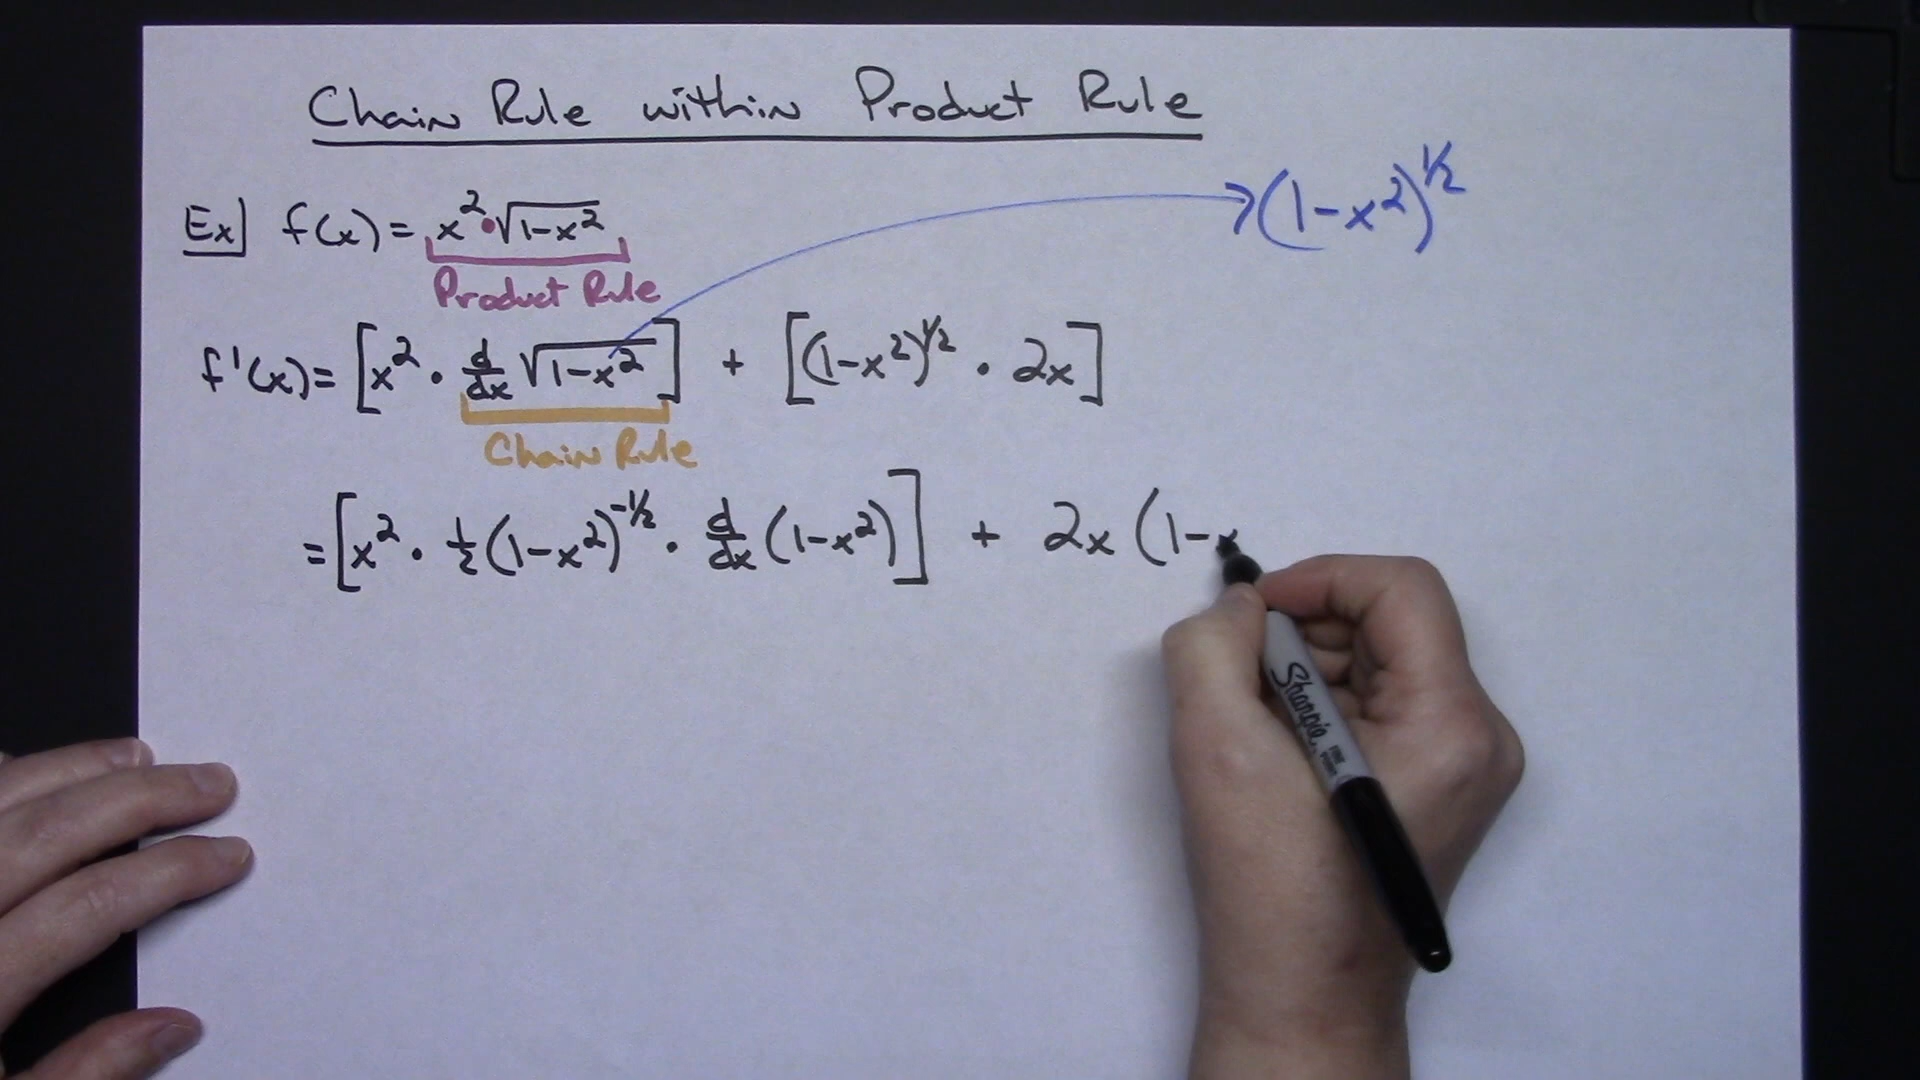 Chain Rule within Product Rule
Ex] f(x) = x²•√(1-x²) → (1-x²)^(1/2)
Product Rule
f'(x) = [x² • d/dx √(1-x²)] + [(1-x²)^(1/2) • 2x]
Chain Rule
= [x² • 1/2 (1-x²)^(-1/2) • d/dx (1-x²)] + 2x (1-x
Sharpie
FINE POINT